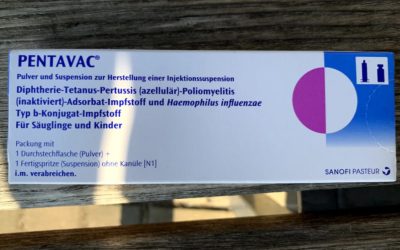 PENTAVAC®
Pulver und Suspension zur Herstellung einer Injektionssuspension
Diphtherie-Tetanus-Pertussis (azellulär)-Poliomyelitis
(inaktiviert)-Adsorbat-Impfstoff und Haemophilus influenzae
Typ b-Konjugat-Impfstoff
Für Säuglinge und Kinder
Packung mit
1 Durchstechflasche (Pulver) +
1 Fertigspritze (Suspension) ohne Kanüle [N1]
i.m. verabreichen.
SANOFI PASTEUR